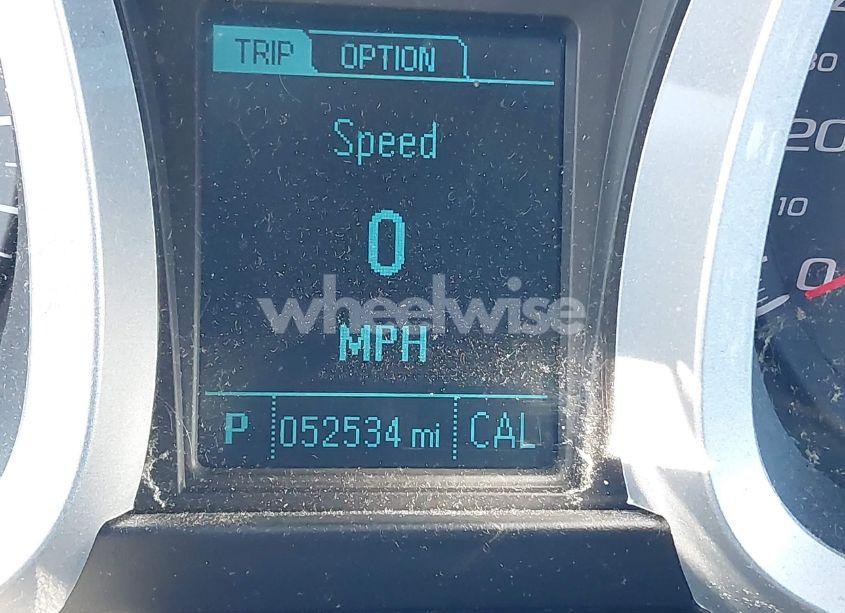 TRIP OPTION
Speed
0
MPH
P 052534 mi CAL
30
20
10
0
wheelwise